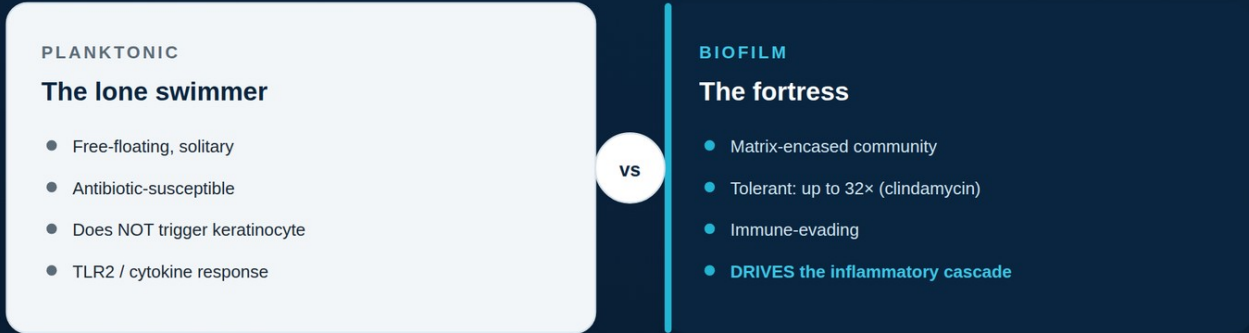 PLANKTONIC
The lone swimmer
Free-floating, solitary
Antibiotic-susceptible
Does NOT trigger keratinocyte
TLR2 / cytokine response
vs
BIOFILM
The fortress
Matrix-encased community
Tolerant: up to 32× (clindamycin)
Immune-evading
DRIVES the inflammatory cascade